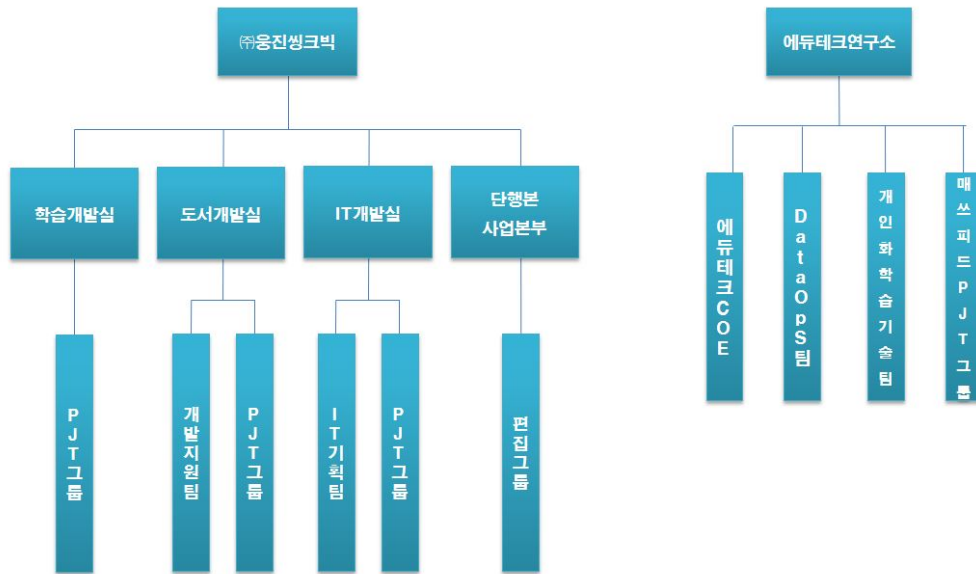 ㈜웅진씽크빅
에듀테크연구소
학습개발실
도서개발실
IT개발실
단행본
사업본부
에듀테크COE
DataOpS팀
개인화학습기술팀
매쓰피드PJT그룹
PJT그룹
개발지원팀
PJT그룹
IT기획팀
PJT그룹
편집그룹